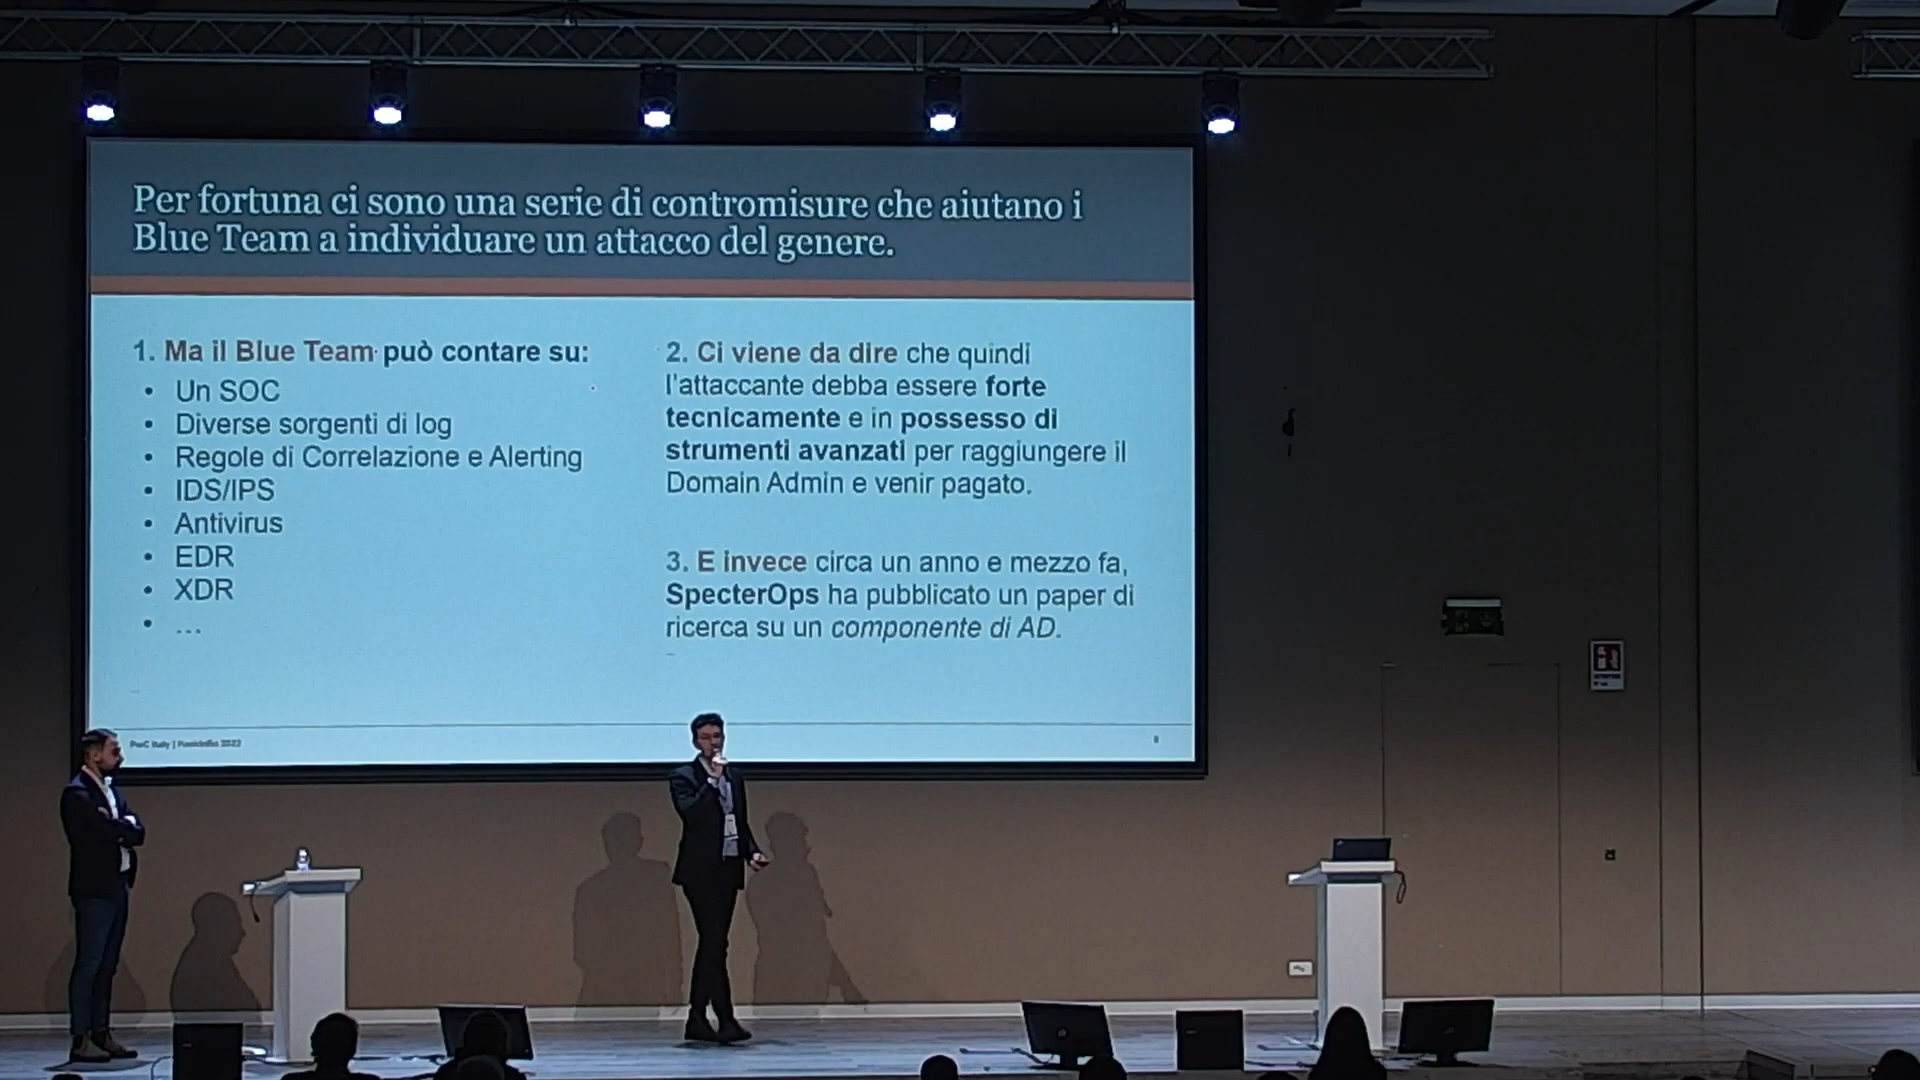 Per fortuna ci sono una serie di contromisure che aiutano i
Blue Team a individuare un attacco del genere.
1. Ma il Blue Team può contare su:
• Un SOC
• Diverse sorgenti di log
• Regole di Correlazione e Alerting
• IDS/IPS
• Antivirus
• EDR
• XDR
• ...
2. Ci viene da dire che quindi
l'attaccante debba essere forte
tecnicamente e in possesso di
strumenti avanzati per raggiungere il
Domain Admin e venir pagato.
3. E invece circa un anno e mezzo fa,
SpecterOps ha pubblicato un paper di
ricerca su un componente di AD.
PwC Italy |
8